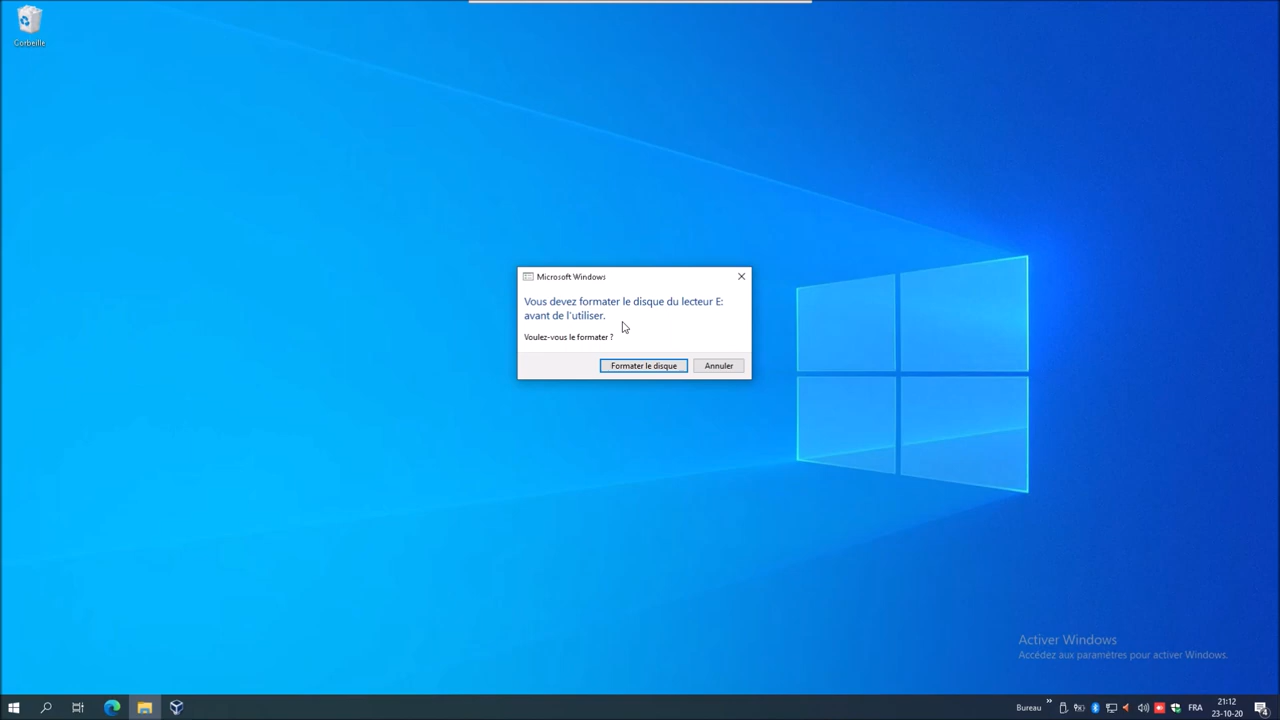 Corbeille
Microsoft Windows
Vous devez formater le disque du lecteur E:
avant de l'utiliser.
Voulez-vous le formater ?
Formater le disque
Annuler
Activer Windows
Accédez aux paramètres pour activer Windows.
Bureau
FRA
21:12
23-10-20
4